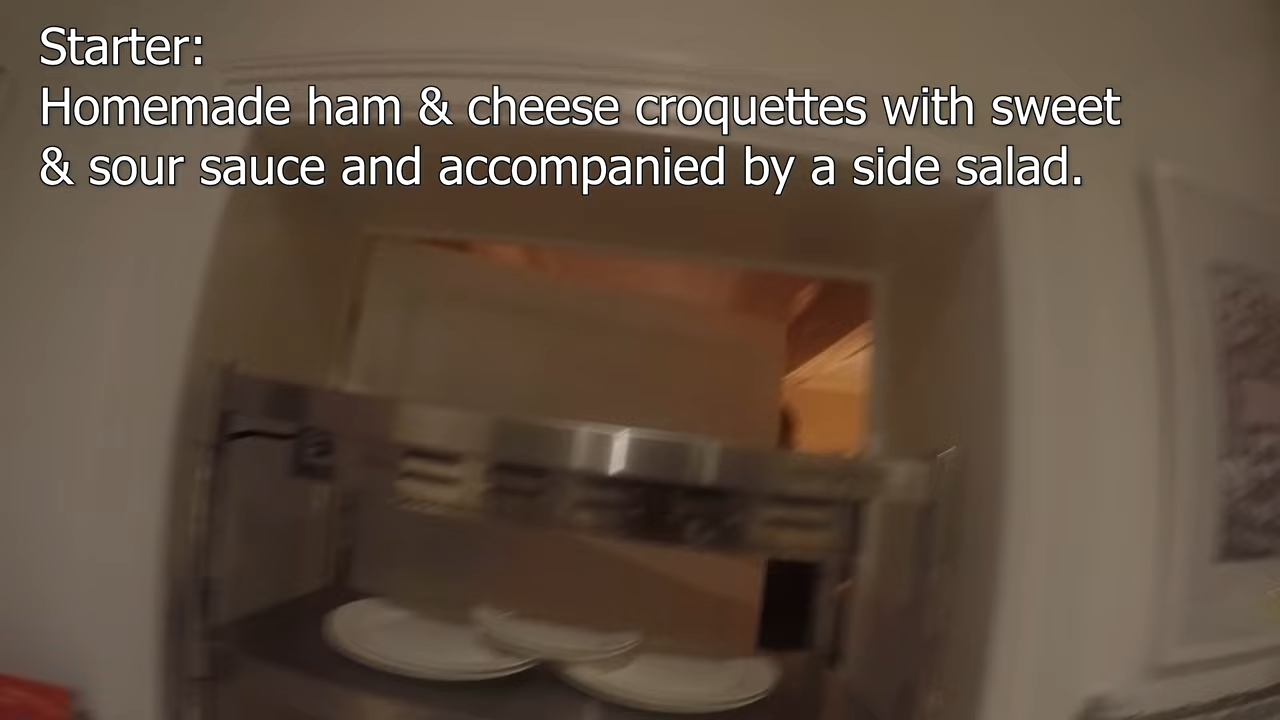 Starter:
Homemade ham & cheese croquettes with sweet
& sour sauce and accompanied by a side salad.